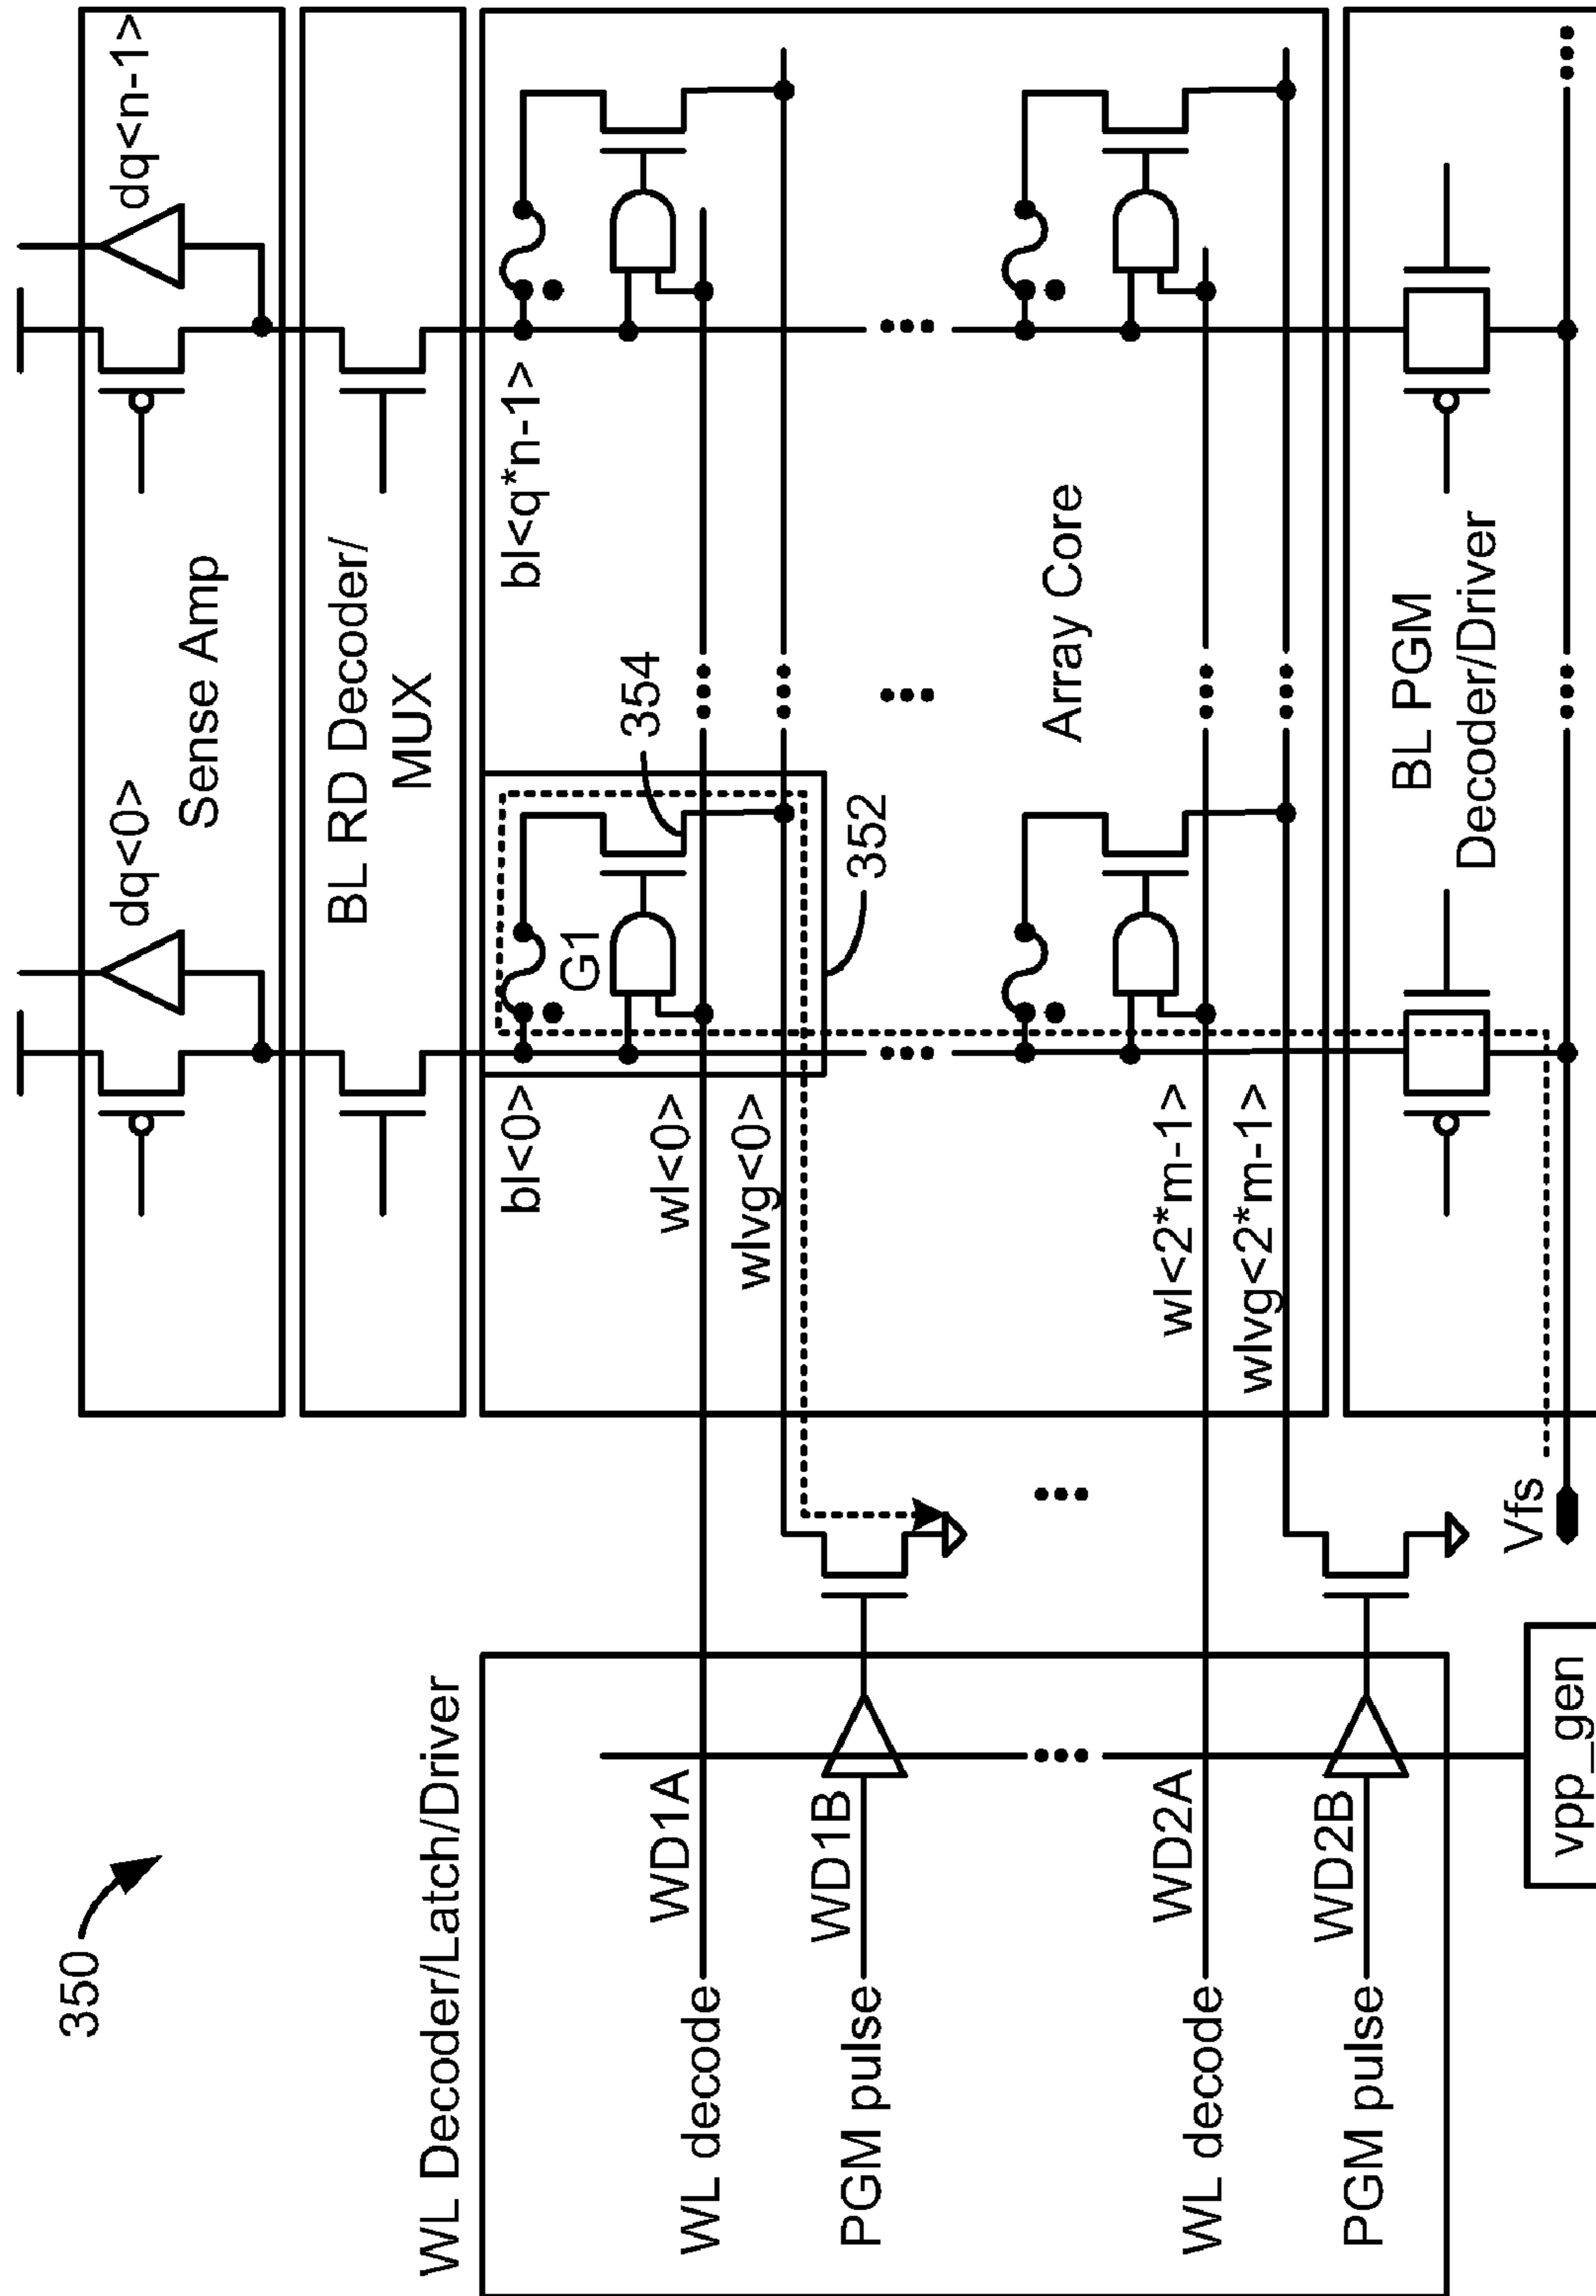 350
WL Decoder/Latch/Driver
WL decode
WD1A
PGM pulse
WD1B
WL decode
WD2A
PGM pulse
WD2B
vpp_gen
Vfs
dq<0>
dq<n-1>
Sense Amp
BL RD Decoder/
MUX
bl<0>
G1
354
bl<q*n-1>
wl<0>
wlvg<0>
352
Array Core
wl<2*m-1>
wlvg<2*m-1>
BL PGM
Decoder/Driver